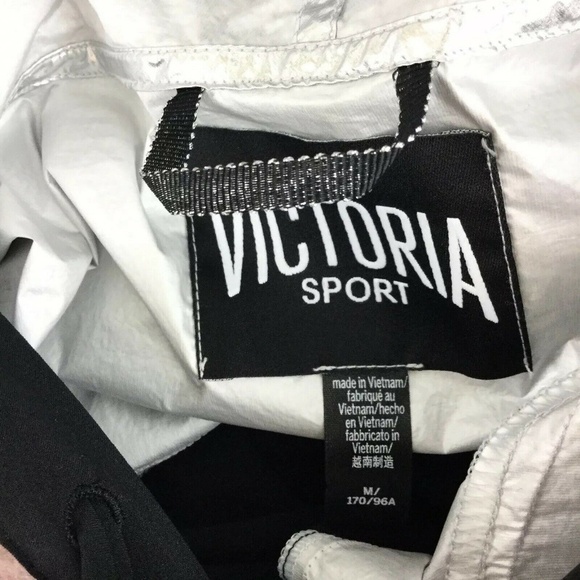 VICTORIA
SPORT
made in Vietnam/
fabriqué au
Vietnam/hecho
en Vietnam/
fabbricato in
Vietnam/
越南制造
M/
170/96A